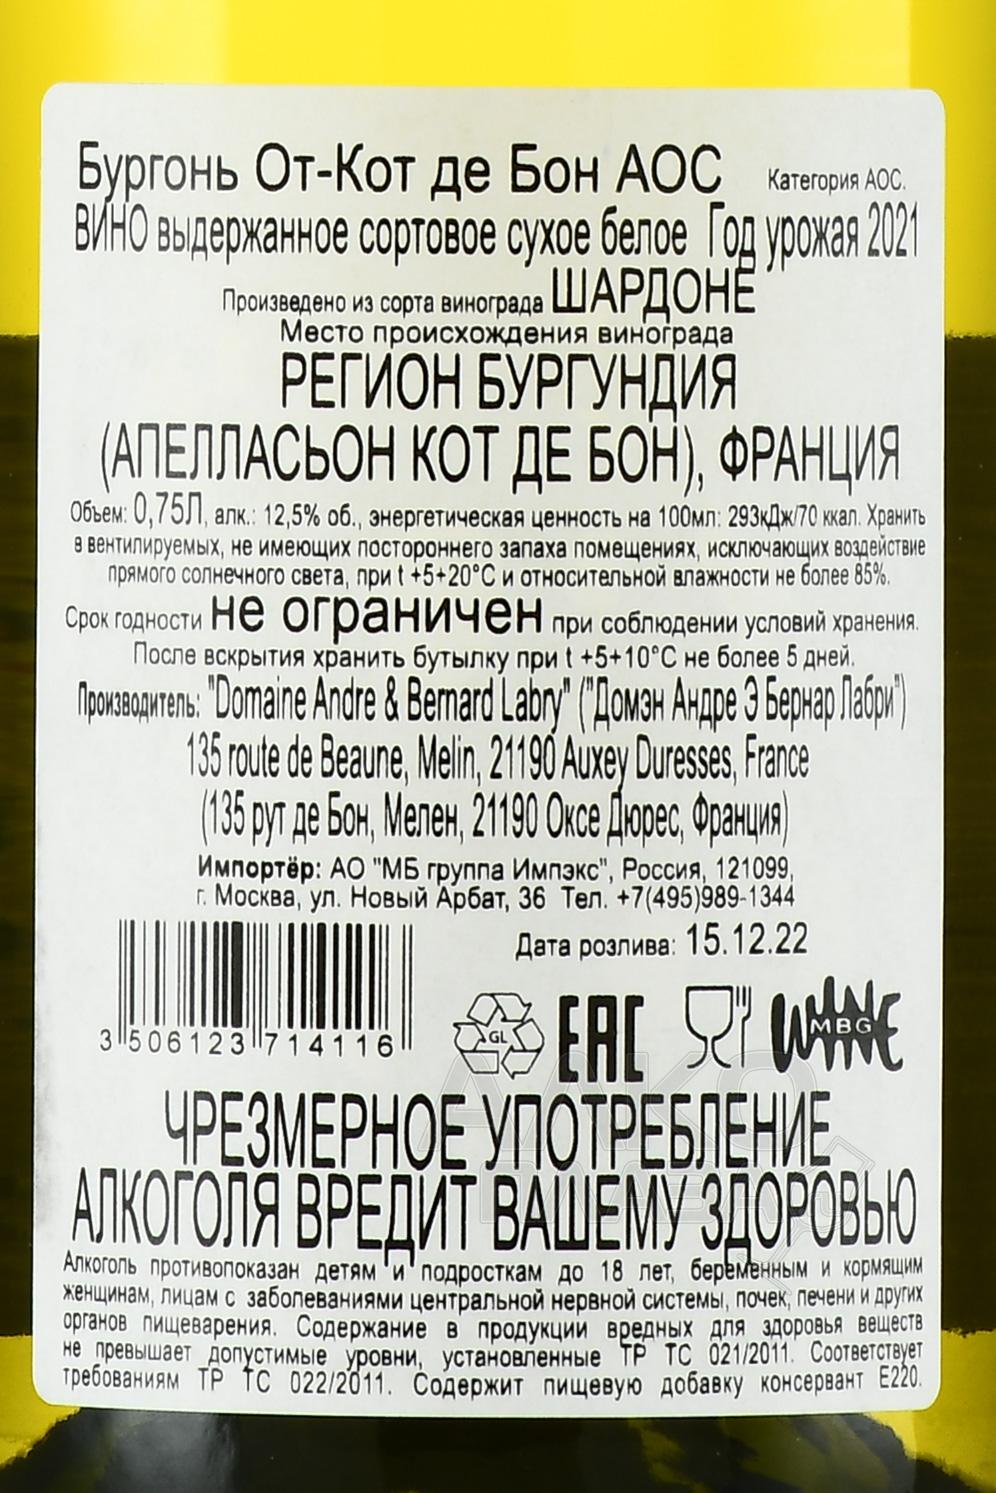 Бургонь От-Кот де Бон АОС Категория АОС.
ВИНО выдержанное сортовое сухое белое Год урожая 2021
Произведено из сорта винограда ШАРДОНЕ
Место происхождения винограда
РЕГИОН БУРГУНДИЯ
(АПЕЛЛАСЬОН КОТ ДЕ БОН), ФРАНЦИЯ
Объем: 0,75Л, алк.: 12,5% об., энергетическая ценность на 100мл: 293кДж/70 ккал. Хранить
в вентилируемых, не имеющих постороннего запаха помещениях, исключающих воздействие
прямого солнечного света, при t +5+20°С и относительной влажности не более 85%.
Срок годности не ограничен при соблюдении условий хранения.
После вскрытия хранить бутылку при t +5+10°С не более 5 дней.
Производитель: "Domaine Andre & Bernard Labry" ("Домэн Андре Э Бернар Лабри")
135 route de Beaune, Melin, 21190 Auxey Duresses, France
(135 рут де Бон, Мелен, 21190 Оксе Дюрес, Франция)
Импортёр: АО "МБ группа Импэкс", Россия, 121099,
г. Москва, ул. Новый Арбат, 36 Тел. +7(495)989-1344
Дата розлива: 15.12.22
3 506123 714116
GL
EAC
WINE
MBG
ЧРЕЗМЕРНОЕ УПОТРЕБЛЕНИЕ
АЛКОГОЛЯ ВРЕДИТ ВАШЕМУ ЗДОРОВЬЮ
Алкоголь противопоказан детям и подросткам до 18 лет, беременным и кормящим
женщинам, лицам с заболеваниями центральной нервной системы, почек, печени и других
органов пищеварения. Содержание в продукции вредных для здоровья веществ
не превышает допустимые уровни, установленные ТР ТС 021/2011. Соответствует
требованиям ТР ТС 022/2011. Содержит пищевую добавку консервант Е220.